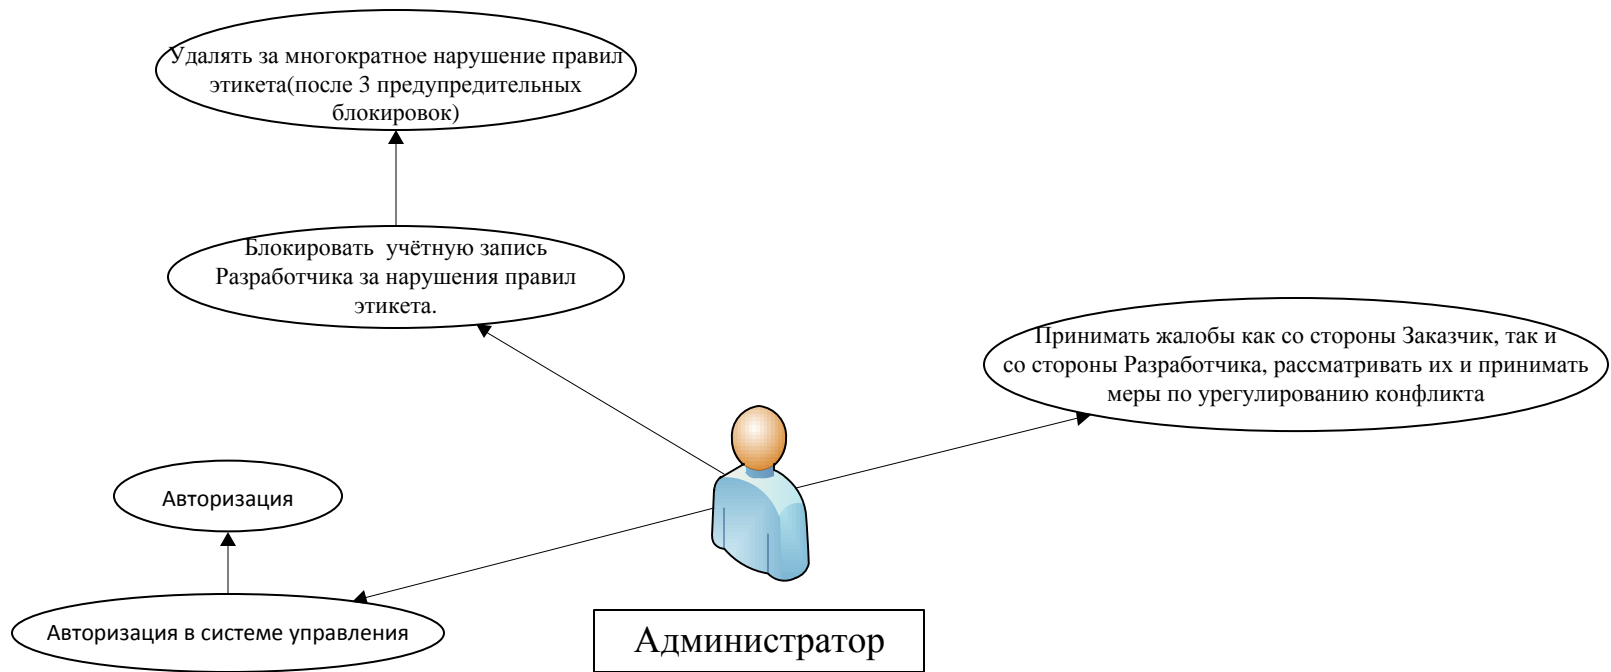 Удалять за многократное нарушение правил
этикета(после 3 предупредительных
блокировок)
Блокировать учётную запись
Разработчика за нарушения правил
этикета.
Принимать жалобы как со стороны Заказчик, так и
со стороны Разработчика, рассматривать их и принимать
меры по урегулированию конфликта
Авторизация
Авторизация в системе управления
Администратор